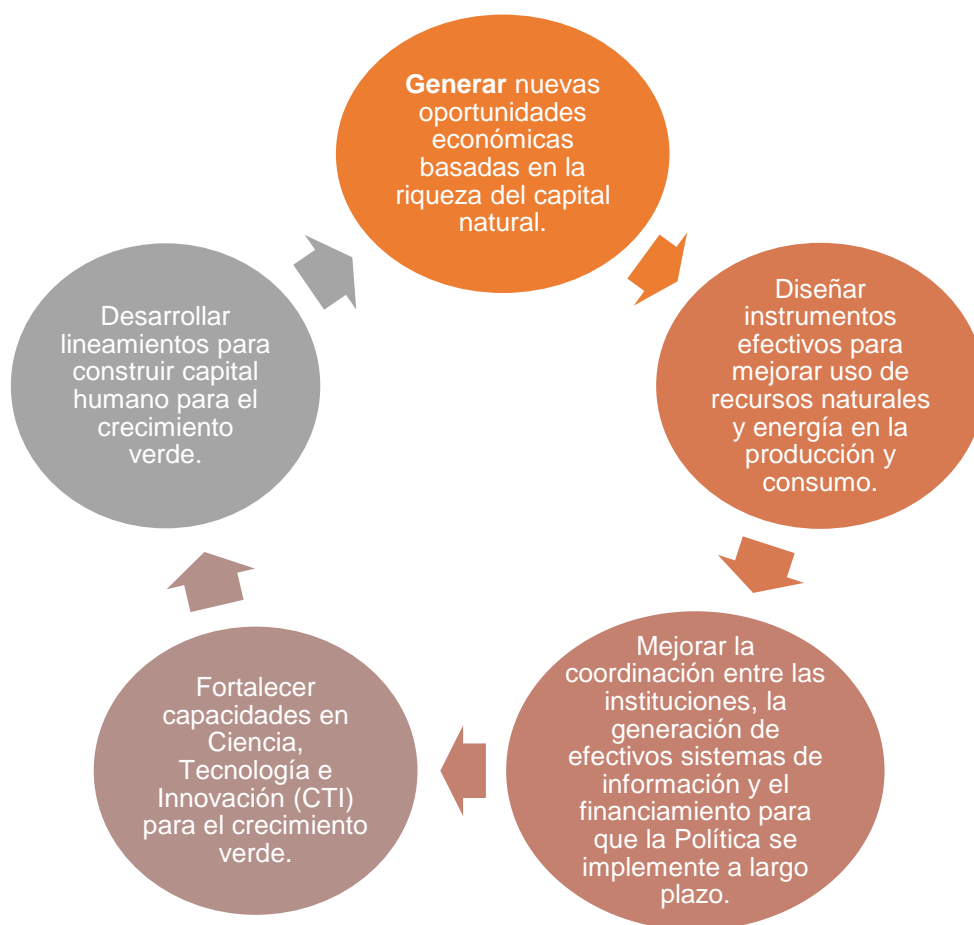 Generar nuevas
oportunidades
económicas
basadas en la
riqueza del capital
natural.
Diseñar
instrumentos
efectivos para
mejorar uso de
recursos naturales
y energía en la
producción y
consumo.
Mejorar la
coordinación entre las
instituciones, la
generación de
efectivos sistemas de
información y el
financiamiento para
que la Política se
implemente a largo
plazo.
Fortalecer
capacidades en
Ciencia,
Tecnología e
Innovación (CTI)
para el crecimiento
verde.
Desarrollar
lineamientos para
construir capital
humano para el
crecimiento
verde.